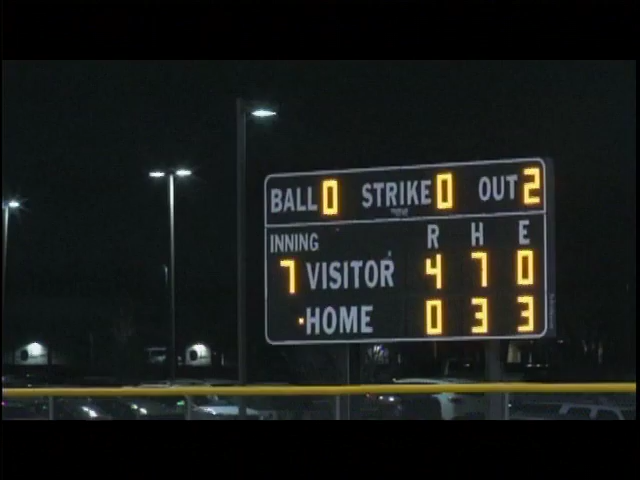 BALL 0 STRIKE 0 OUT 2
INNING R H E
7 VISITOR 4 7 0
HOME 0 3 3